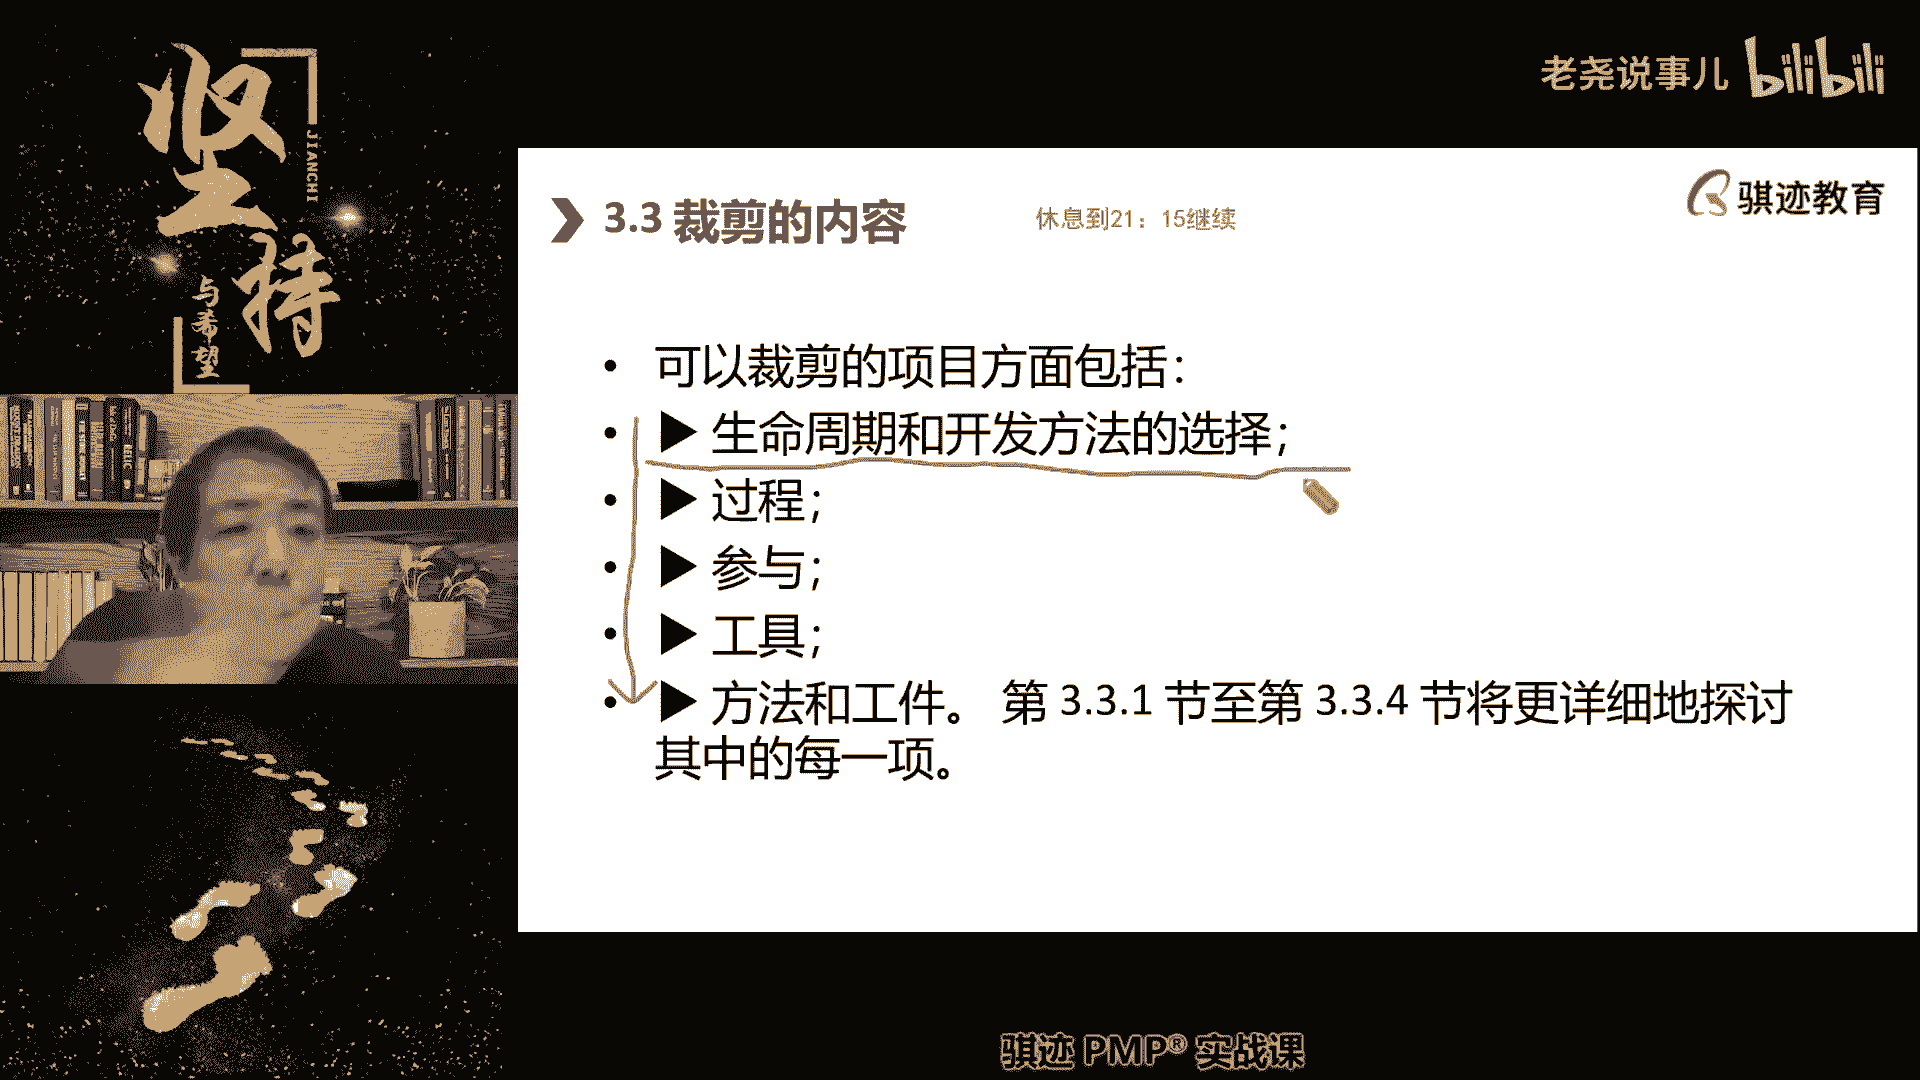 坚持
JIANCHI
与希望
老尧说事儿 bilibili
骐迹教育
3.3 裁剪的内容
休息到21：15继续
• 可以裁剪的项目方面包括：
• ▶ 生命周期和开发方法的选择；
• ▶ 过程；
• ▶ 参与；
• ▶ 工具；
• ▶ 方法和工件。 第 3.3.1 节至第 3.3.4 节将更详细地探讨
其中的每一项。
骐迹 PMP® 实战课